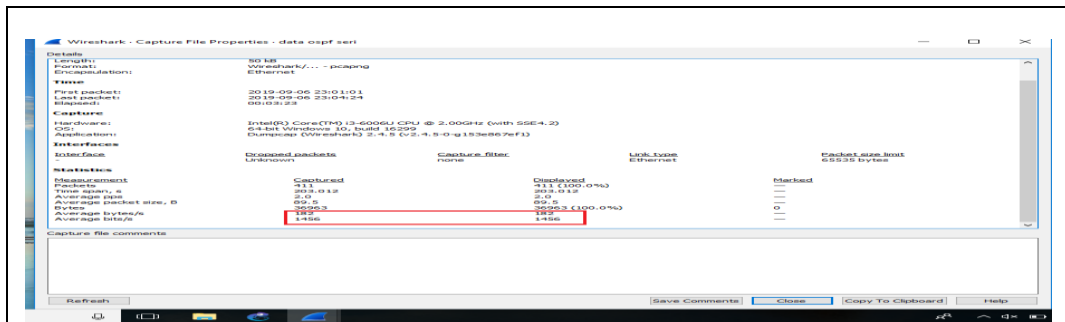 Wireshark · Capture File Properties · data ospf seri
Details
Length: 50 kB
Format: Wireshark/... - pcapng
Encapsulation: Ethernet
Time
First packet: 2019-09-06 23:01:01
Last packet: 2019-09-06 23:04:24
Elapsed: 00:03:23
Capture
Hardware: Intel(R) Core(TM) i3-6006U CPU @ 2.00GHz (with SSE4.2)
OS: 64-bit Windows 10, build 16299
Application: Dumpcap (Wireshark) 2.4.5 (v2.4.5-0-g153e867ef1)
Interfaces
Interface Dropped packets Capture filter Link type Packet size limit
- Unknown none Ethernet 65535 bytes
Statistics
Measurement Captured Displayed Marked
Packets 411 411 (100.0%) —
Time span, s 203.012 203.012 —
Average pps 2.0 2.0 —
Average packet size, B 89.5 89.5 —
Bytes 36963 36963 (100.0%) 0
Average bytes/s 182 182 —
Average bits/s 1456 1456 —
Capture file comments
Refresh Save Comments Close Copy To Clipboard Help